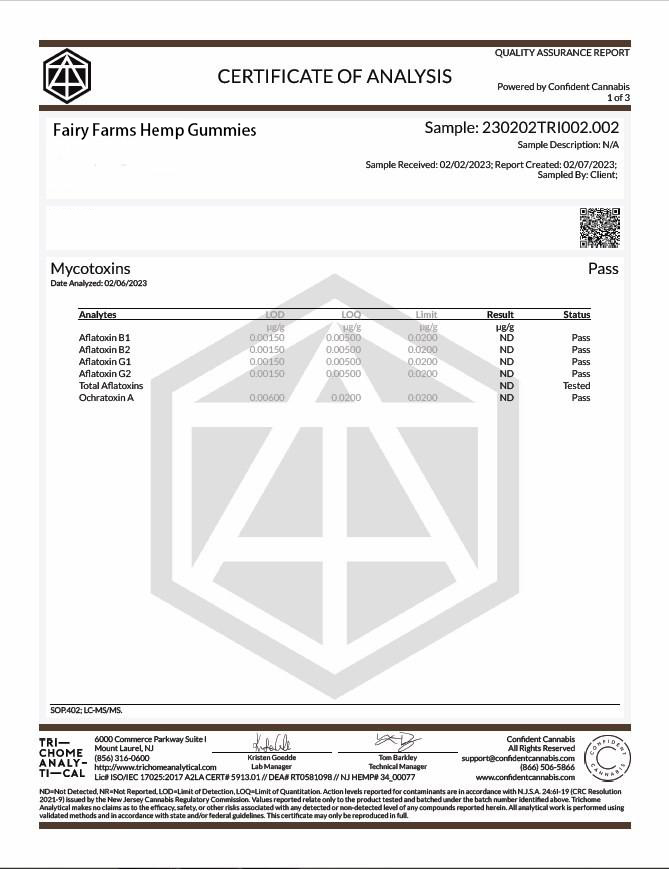 QUALITY ASSURANCE REPORT
CERTIFICATE OF ANALYSIS
Powered by Confident Cannabis
1 of 3
Fairy Farms Hemp Gummies
Sample: 230202TRI002.002
Sample Description: N/A
Sample Received: 02/02/2023; Report Created: 02/07/2023;
Sampled By: Client;
Mycotoxins Pass
Date Analyzed: 02/06/2023
Analytes LOD LOQ Limit Result Status
µg/g µg/g µg/g µg/g
Aflatoxin B1 0.00150 0.00500 0.0200 ND Pass
Aflatoxin B2 0.00150 0.00500 0.0200 ND Pass
Aflatoxin G1 0.00150 0.00500 0.0200 ND Pass
Aflatoxin G2 0.00150 0.00500 0.0200 ND Pass
Total Aflatoxins ND Tested
Ochratoxin A 0.00600 0.0200 0.0200 ND Pass
SOP.402; LC-MS/MS.
TRI—
CHOME
ANALY-
TI—CAL
6000 Commerce Parkway Suite I
Mount Laurel, NJ
(856) 316-0600
http://www.trichomeanalytical.com
Lic# ISO/IEC 17025:2017 A2LA CERT# 5913.01 // DEA# RT0581098 // NJ HEMP# 34_00077
Kristen Goedde
Lab Manager
Tom Barkley
Technical Manager
Confident Cannabis
All Rights Reserved
support@confidentcannabis.com
(866) 506-5866
www.confidentcannabis.com
CONFIDENT CANNABIS
ND=Not Detected, NR=Not Reported, LOD=Limit of Detection, LOQ=Limit of Quantitation. Action levels reported for contaminants are in accordance with N.J.S.A. 24:6I-19 (CRC Resolution
2021-9) issued by the New Jersey Cannabis Regulatory Commission. Values reported relate only to the product tested and batched under the batch number identified above. Trichome
Analytical makes no claims as to the efficacy, safety, or other risks associated with any detected or non-detected level of any compounds reported herein. All analytical work is performed using
validated methods and in accordance with state and/or federal guidelines. This certificate may only be reproduced in full.